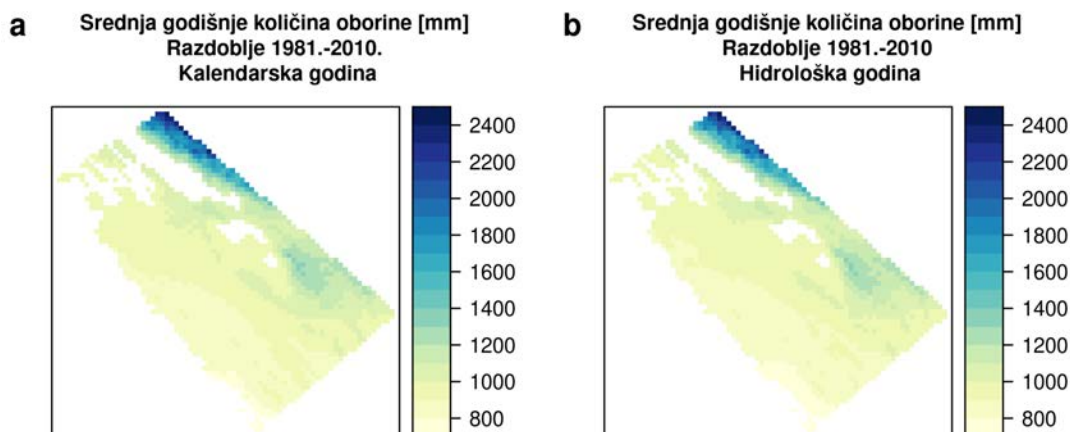 a
Srednja godišnje količina oborine [mm]
Razdoblje 1981.-2010.
Kalendarska godina
2400
2200
2000
1800
1600
1400
1200
1000
800
b
Srednja godišnje količina oborine [mm]
Razdoblje 1981.-2010
Hidrološka godina
2400
2200
2000
1800
1600
1400
1200
1000
800